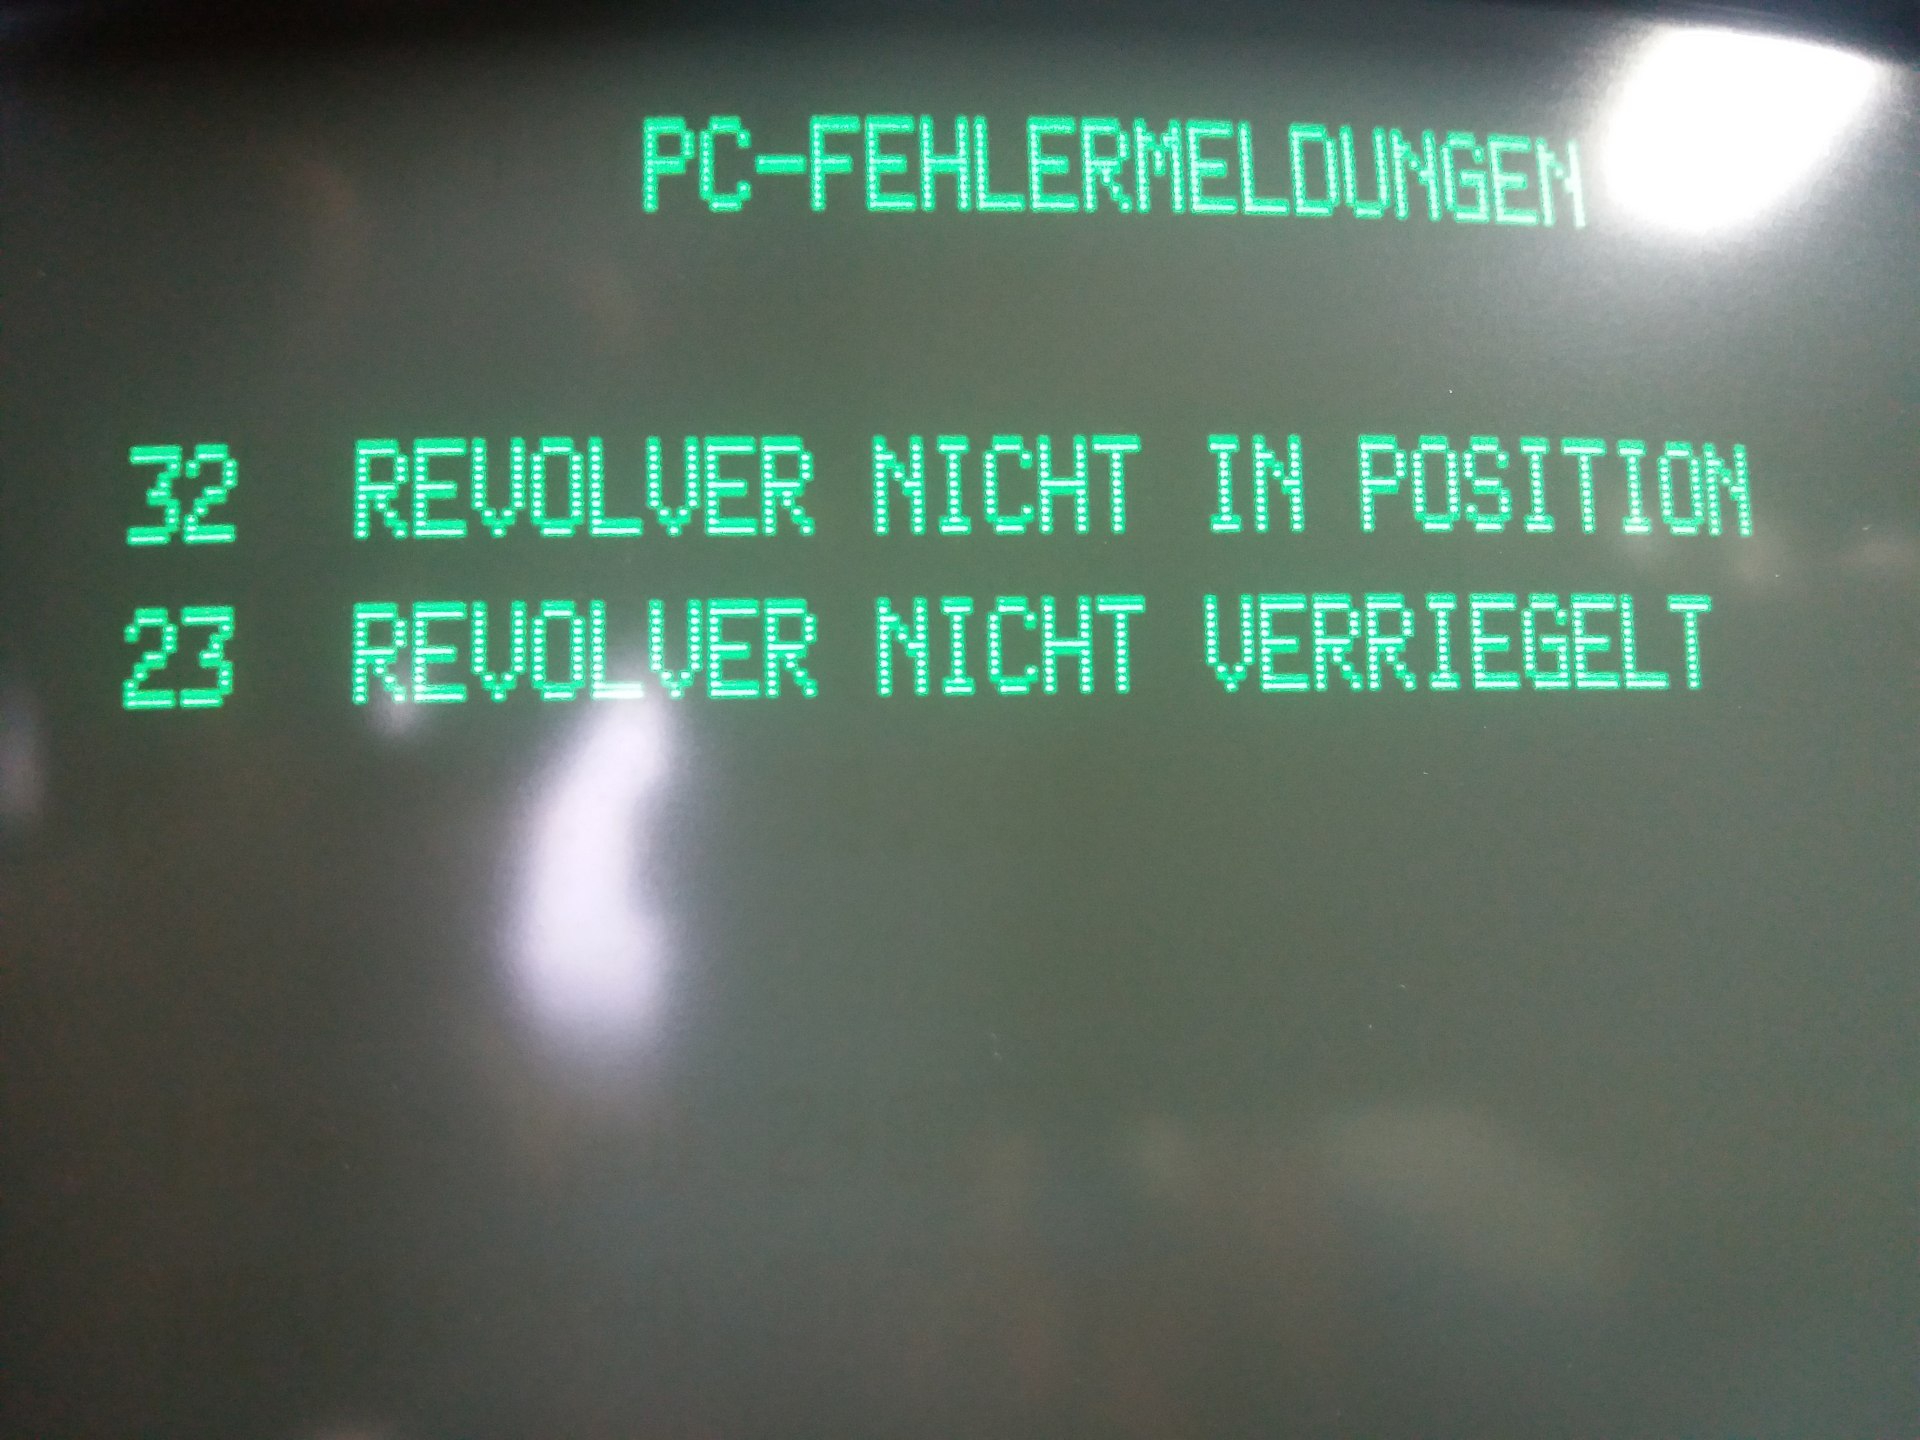 PC-FEHLERMELDUNGEN
32 REVOLVER NICHT IN POSITION
23 REVOLVER NICHT VERRIEGELT